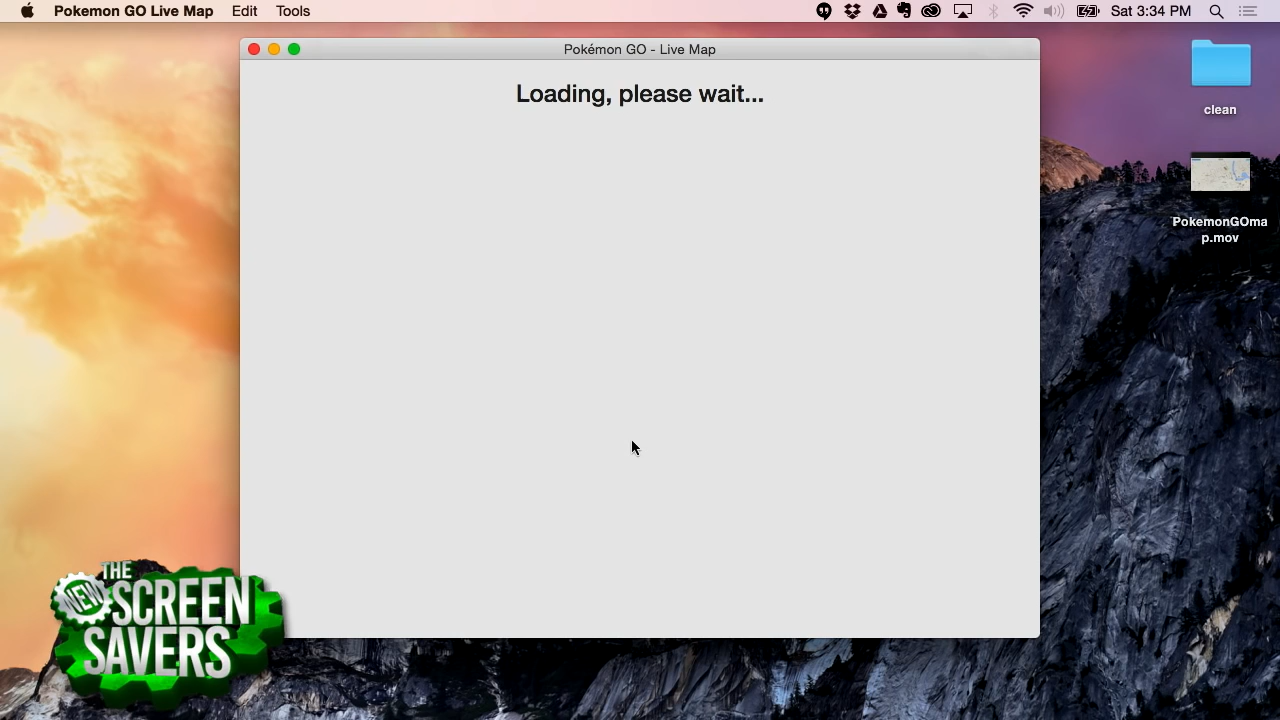 Pokemon GO Live Map Edit Tools Sat 3:34 PM
Pokémon GO - Live Map
Loading, please wait...
clean
PokemonGOma
p.mov
THE
NEW
SCREEN
SAVERS